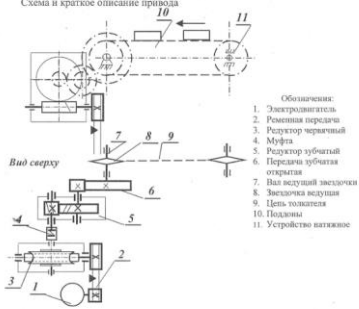 Схема и краткое описание привода
10
11
Обозначения:
1. Электродвигатель
2. Ременная передача
3. Редуктор червячный
4. Муфта
5. Редуктор зубчатый
6. Передача зубчатая
открытая
7. Вал ведущий звездочки
8. Звездочка ведущая
9. Цепь толкателя
10. Поддоны
11. Устройство натяжное
7
8
9
Вид сверху
6
5
4
3
1
2